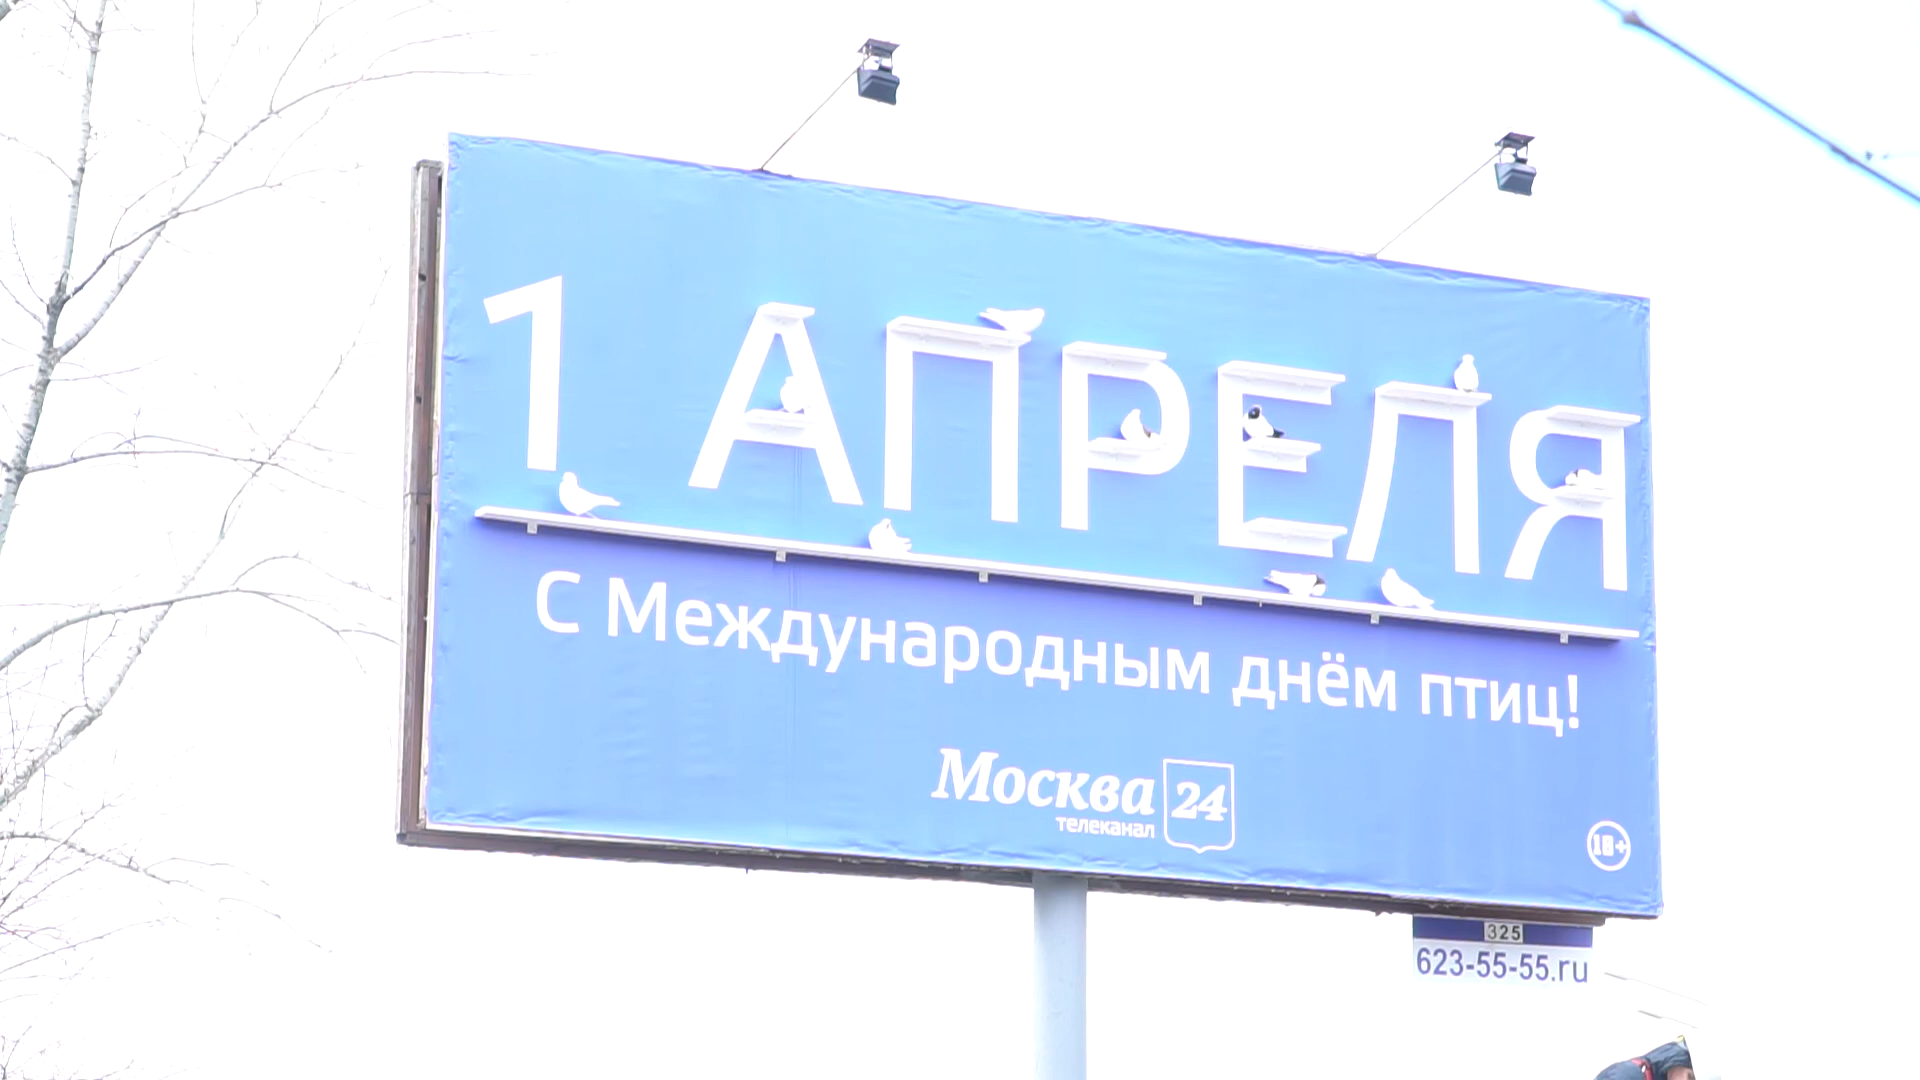 1 АПРЕЛЯ
С Международным днём птиц!
Москва 24
телеканал
18+
325
623-55-55.ru